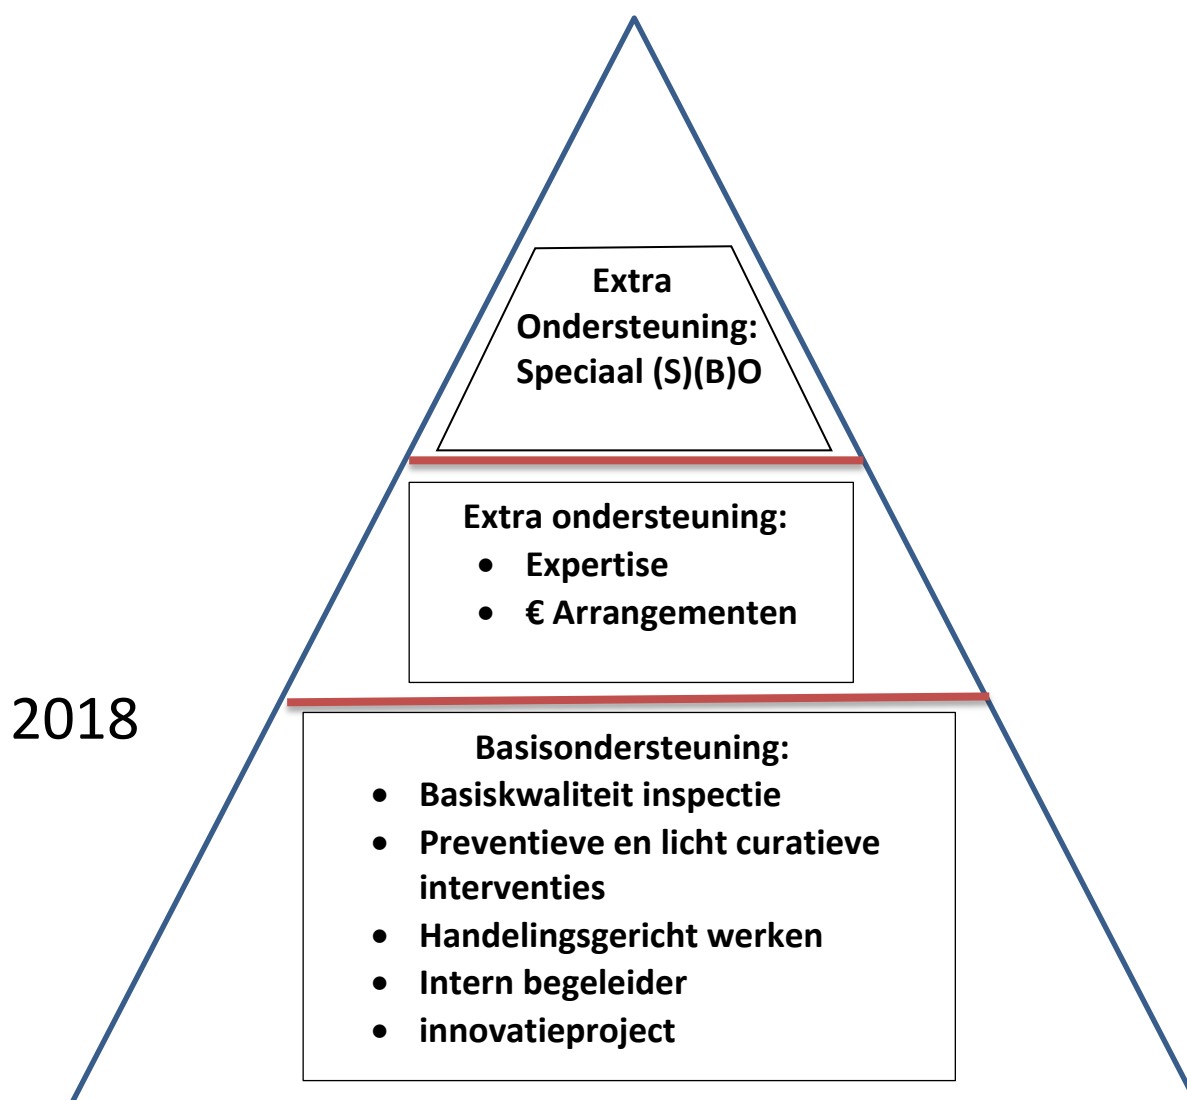 Extra
Ondersteuning:
Speciaal (S)(B)O
Extra ondersteuning:
• Expertise
• € Arrangementen
2018
Basisondersteuning:
• Basiskwaliteit inspectie
• Preventieve en licht curatieve
interventies
• Handelingsgericht werken
• Intern begeleider
• innovatieproject